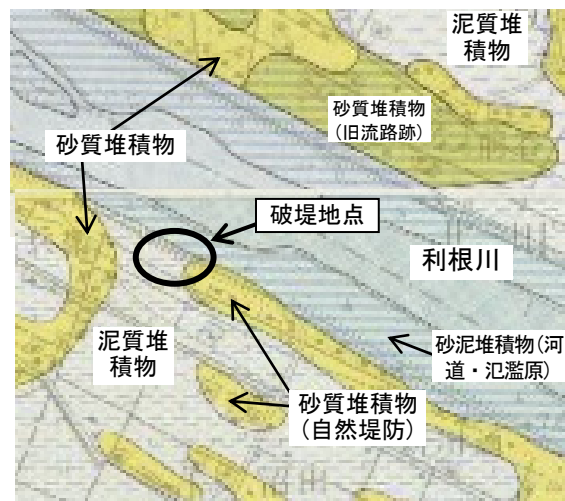 泥質堆
積物
砂質堆積物
(旧流路跡)
砂質堆積物
破堤地点
利根川
泥質堆
積物
砂泥堆積物(河
道・氾濫原)
砂質堆積物
(自然堤防)